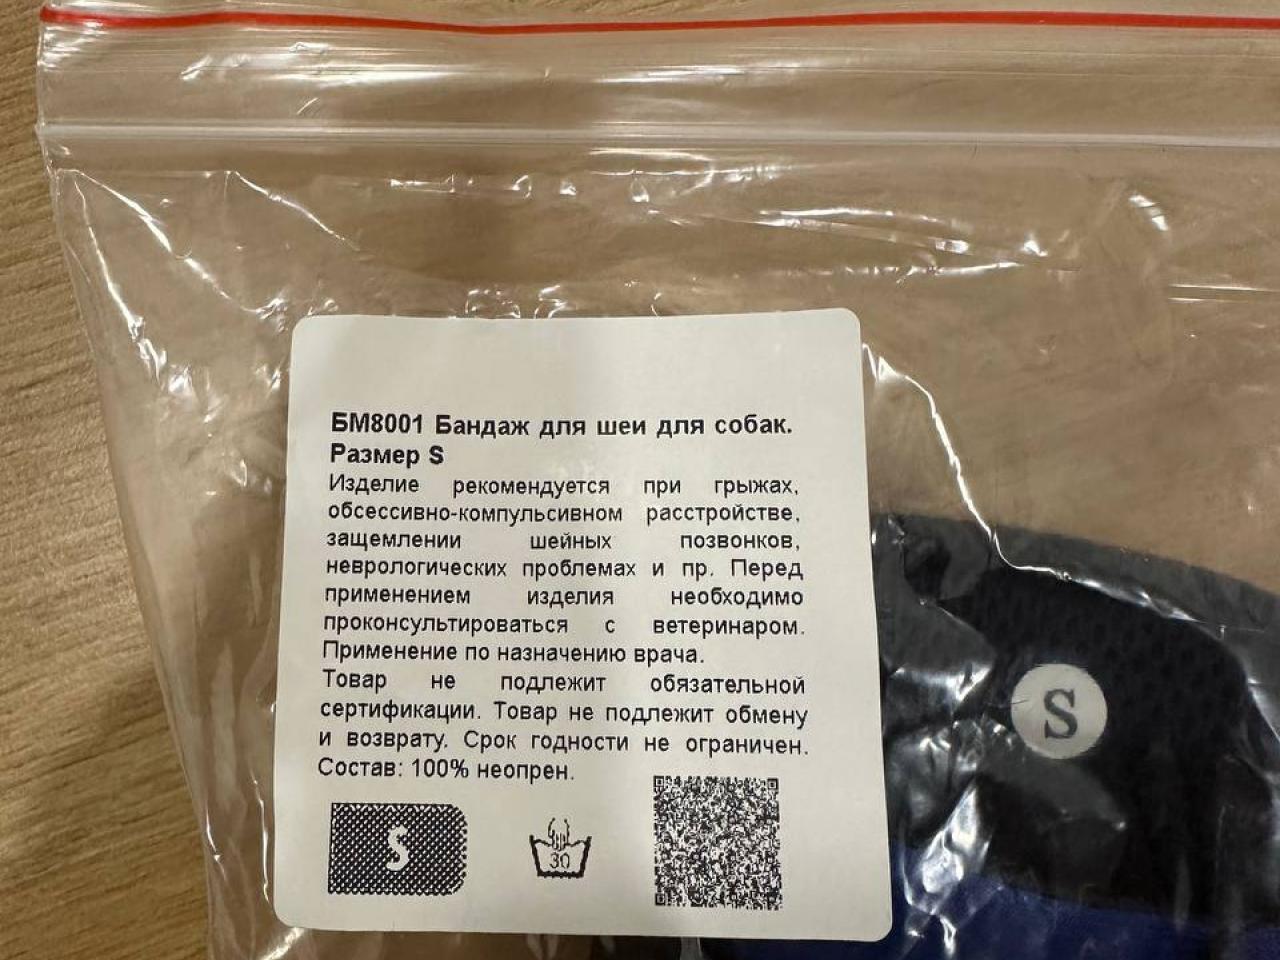 БМ8001 Бандаж для шеи для собак.
Размер S
Изделие рекомендуется при грыжах,
обсессивно-компульсивном расстройстве,
защемлении шейных позвонков,
неврологических проблемах и пр. Перед
применением изделия необходимо
проконсультироваться с ветеринаром.
Применение по назначению врача.
Товар не подлежит обязательной
сертификации. Товар не подлежит обмену
и возврату. Срок годности не ограничен.
Состав: 100% неопрен.
S
30
S